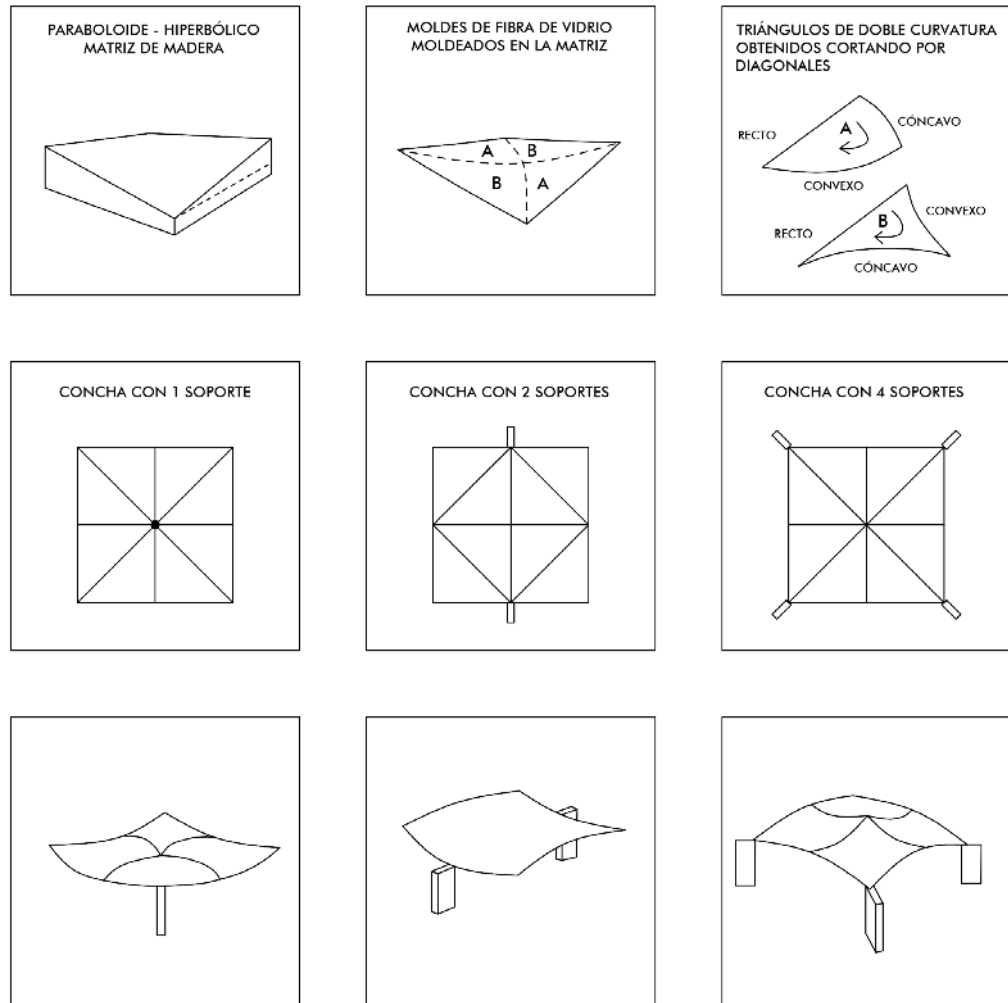 PARABOLOIDE - HIPERBÓLICO
MATRIZ DE MADERA
MOLDES DE FIBRA DE VIDRIO
MOLDEADOS EN LA MATRIZ
A
B
B
A
TRIÁNGULOS DE DOBLE CURVATURA
OBTENIDOS CORTANDO POR
DIAGONALES
RECTO
A
CÓNCAVO
CONVEXO
RECTO
B
CONVEXO
CÓNCAVO
CONCHA CON 1 SOPORTE
CONCHA CON 2 SOPORTES
CONCHA CON 4 SOPORTES